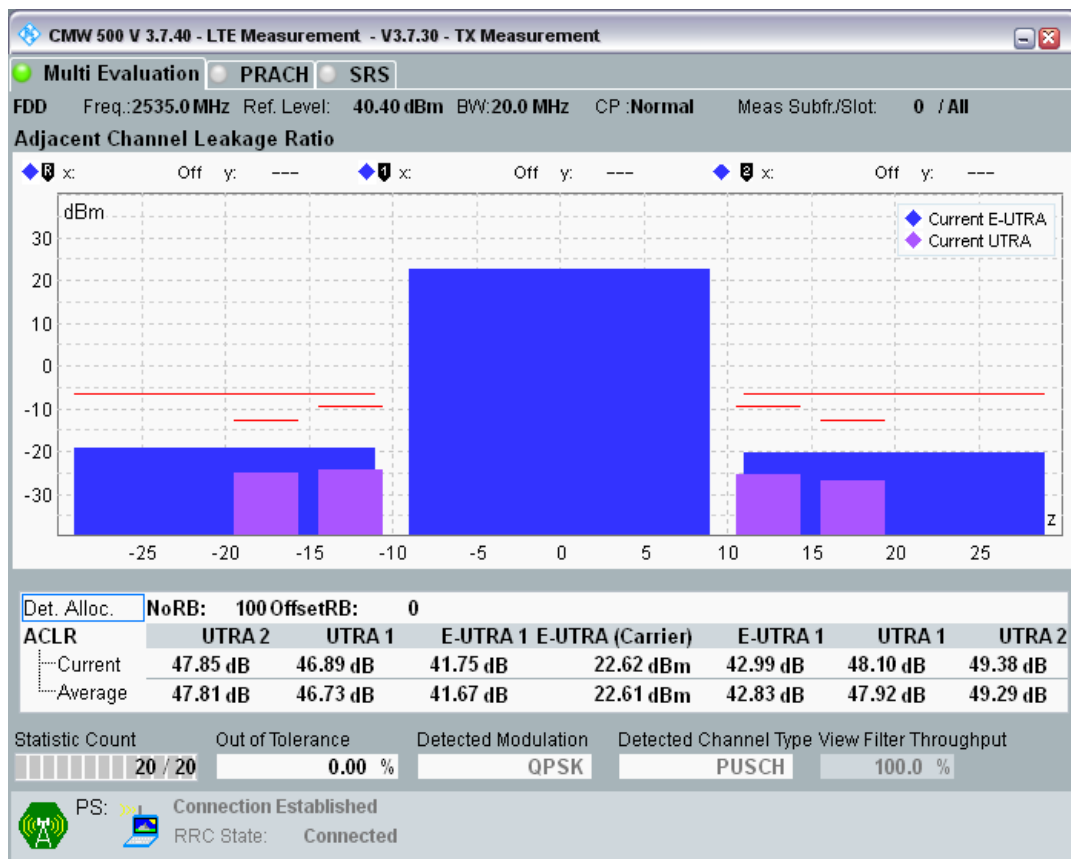 CMW 500 V 3.7.40 - LTE Measurement - V3.7.30 - TX Measurement
Multi Evaluation PRACH SRS
FDD Freq.:2535.0 MHz Ref. Level: 40.40 dBm BW:20.0 MHz CP :Normal Meas Subfr./Slot: 0 / All
Adjacent Channel Leakage Ratio
R x: Off y: --- 1 x: Off y: --- 2 x: Off y: ---
dBm
Current E-UTRA
Current UTRA
30
20
10
0
-10
-20
-30
z
-25 -20 -15 -10 -5 0 5 10 15 20 25
Det. Alloc. NoRB: 100 OffsetRB: 0
ACLR UTRA 2 UTRA 1 E-UTRA 1 E-UTRA (Carrier) E-UTRA 1 UTRA 1 UTRA 2
Current 47.85 dB 46.89 dB 41.75 dB 22.62 dBm 42.99 dB 48.10 dB 49.38 dB
Average 47.81 dB 46.73 dB 41.67 dB 22.61 dBm 42.83 dB 47.92 dB 49.29 dB
Statistic Count Out of Tolerance Detected Modulation Detected Channel Type View Filter Throughput
20 / 20 0.00 % QPSK PUSCH 100.0 %
PS: Connection Established
RRC State: Connected